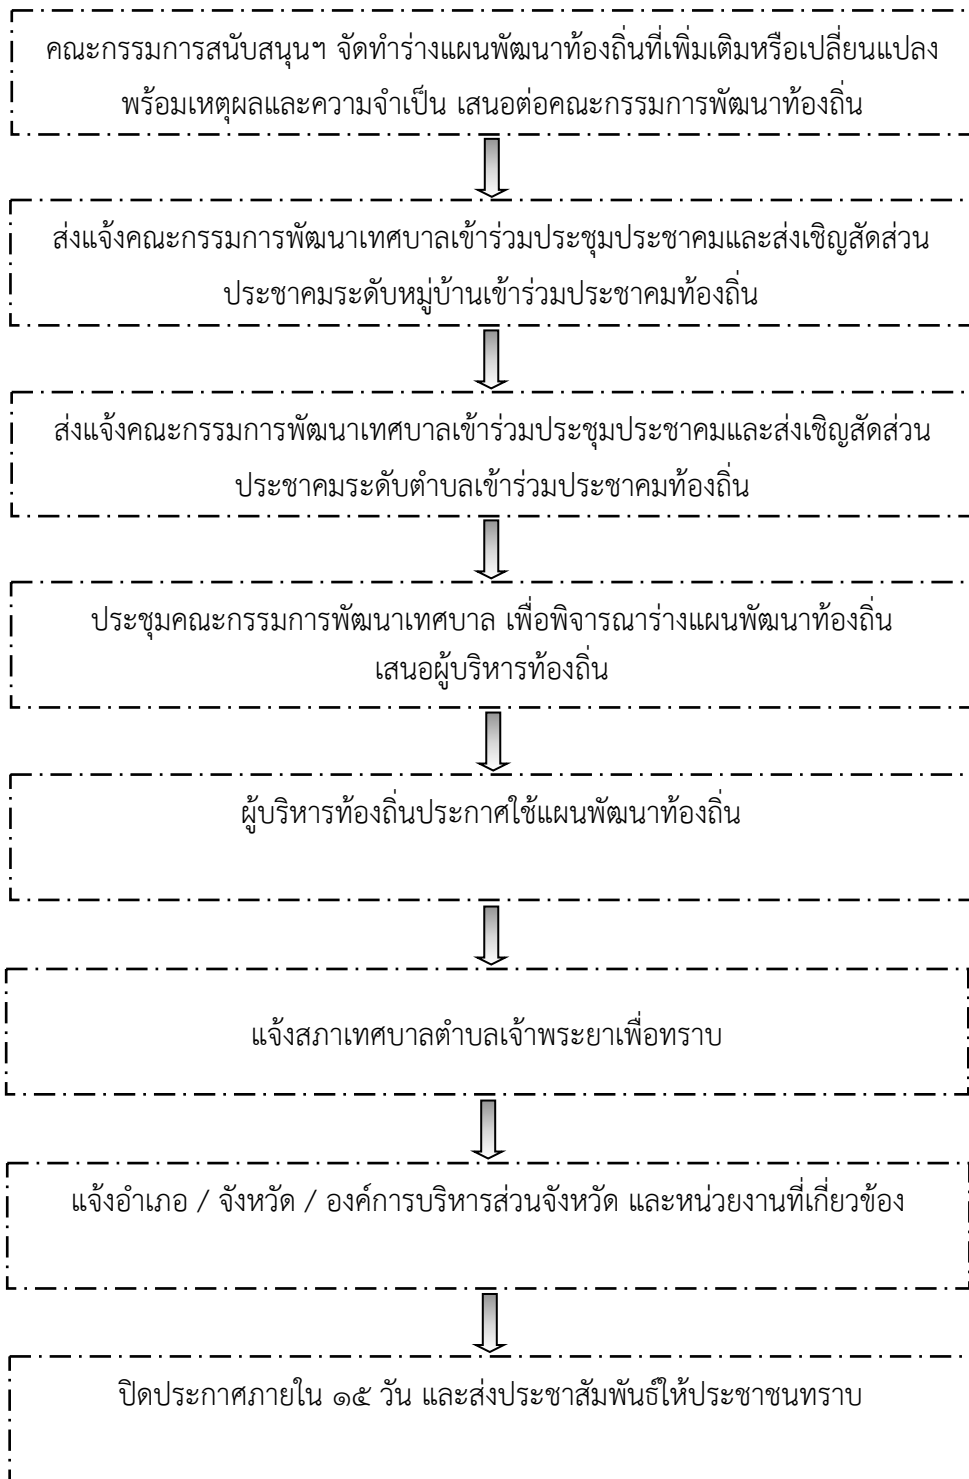 คณะกรรมการสนับสนุนฯ จัดทำร่างแผนพัฒนาท้องถิ่นที่เพิ่มเติมหรือเปลี่ยนแปลง
พร้อมเหตุผลและความจำเป็น เสนอต่อคณะกรรมการพัฒนาท้องถิ่น
ส่งแจ้งคณะกรรมการพัฒนาเทศบาลเข้าร่วมประชุมประชาคมและส่งเชิญสัดส่วน
ประชาคมระดับหมู่บ้านเข้าร่วมประชาคมท้องถิ่น
ส่งแจ้งคณะกรรมการพัฒนาเทศบาลเข้าร่วมประชุมประชาคมและส่งเชิญสัดส่วน
ประชาคมระดับตำบลเข้าร่วมประชาคมท้องถิ่น
ประชุมคณะกรรมการพัฒนาเทศบาล เพื่อพิจารณาร่างแผนพัฒนาท้องถิ่น
เสนอผู้บริหารท้องถิ่น
ผู้บริหารท้องถิ่นประกาศใช้แผนพัฒนาท้องถิ่น
แจ้งสภาเทศบาลตำบลเจ้าพระยาเพื่อทราบ
แจ้งอำเภอ / จังหวัด / องค์การบริหารส่วนจังหวัด และหน่วยงานที่เกี่ยวข้อง
ปิดประกาศภายใน ๑๕ วัน และส่งประชาสัมพันธ์ให้ประชาชนทราบ